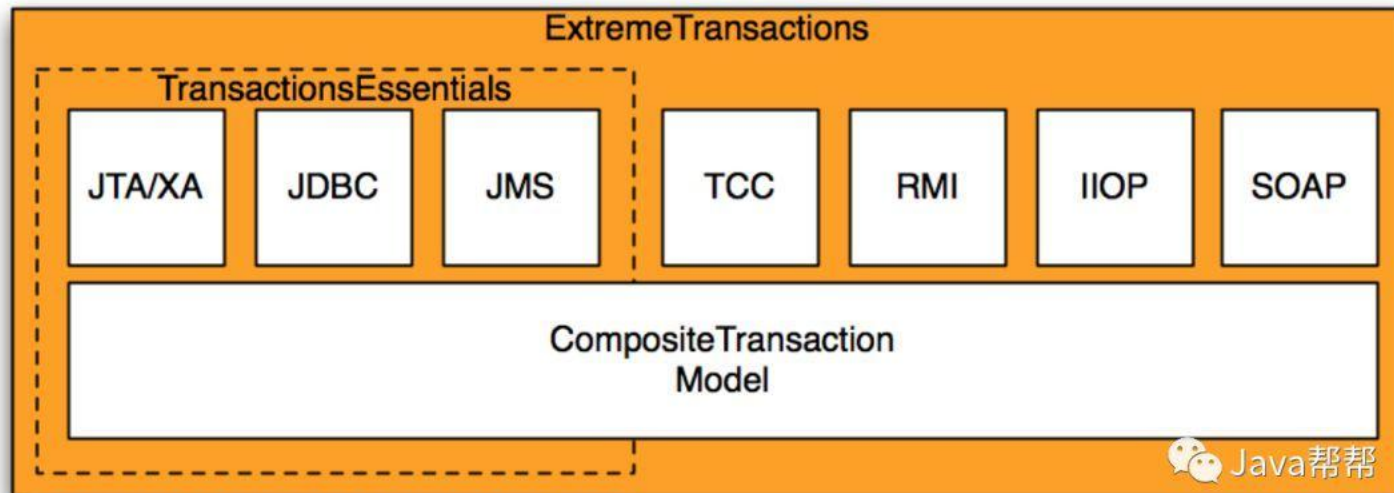 ExtremeTransactions
TransactionsEssentials
JTA/XA
JDBC
JMS
TCC
RMI
IIOP
SOAP
CompositeTransaction
Model
Java帮帮